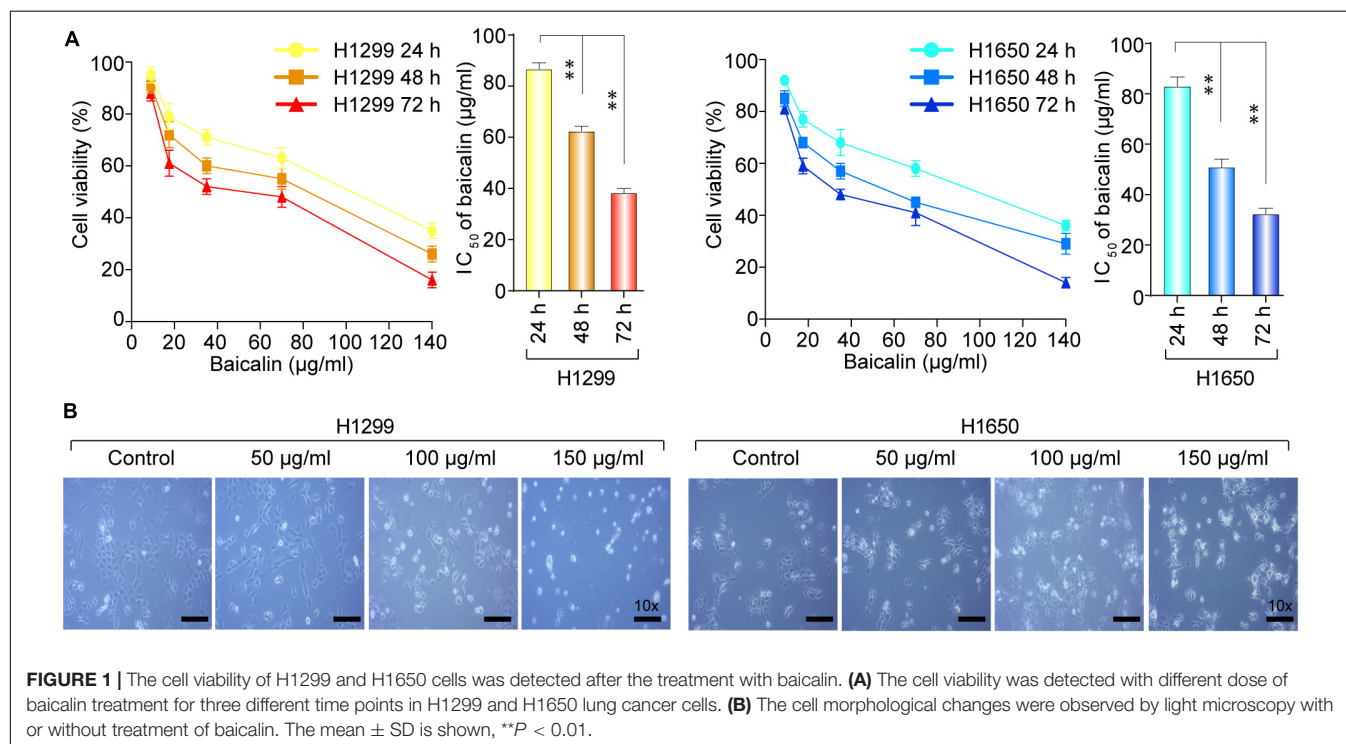 A
H1299 24 h
H1299 48 h
H1299 72 h
Cell viability (%)
100
80
60
40
20
0
0 20 40 60 80 100 120 140
Baicalin (µg/ml)
IC50 of baicalin (µg/ml)
100
80
60
40
20
0
**
**
24 h
48 h
72 h
H1299
H1650 24 h
H1650 48 h
H1650 72 h
Cell viability (%)
100
80
60
40
20
0
0 20 40 60 80 100 120 140
Baicalin (µg/ml)
IC50 of baicalin (µg/ml)
100
80
60
40
20
0
**
**
24 h
48 h
72 h
H1650
B
H1299
Control 50 µg/ml 100 µg/ml 150 µg/ml
10x
H1650
Control 50 µg/ml 100 µg/ml 150 µg/ml
10x
FIGURE 1 | The cell viability of H1299 and H1650 cells was detected after the treatment with baicalin. (A) The cell viability was detected with different dose of
baicalin treatment for three different time points in H1299 and H1650 lung cancer cells. (B) The cell morphological changes were observed by light microscopy with
or without treatment of baicalin. The mean ± SD is shown, **P < 0.01.